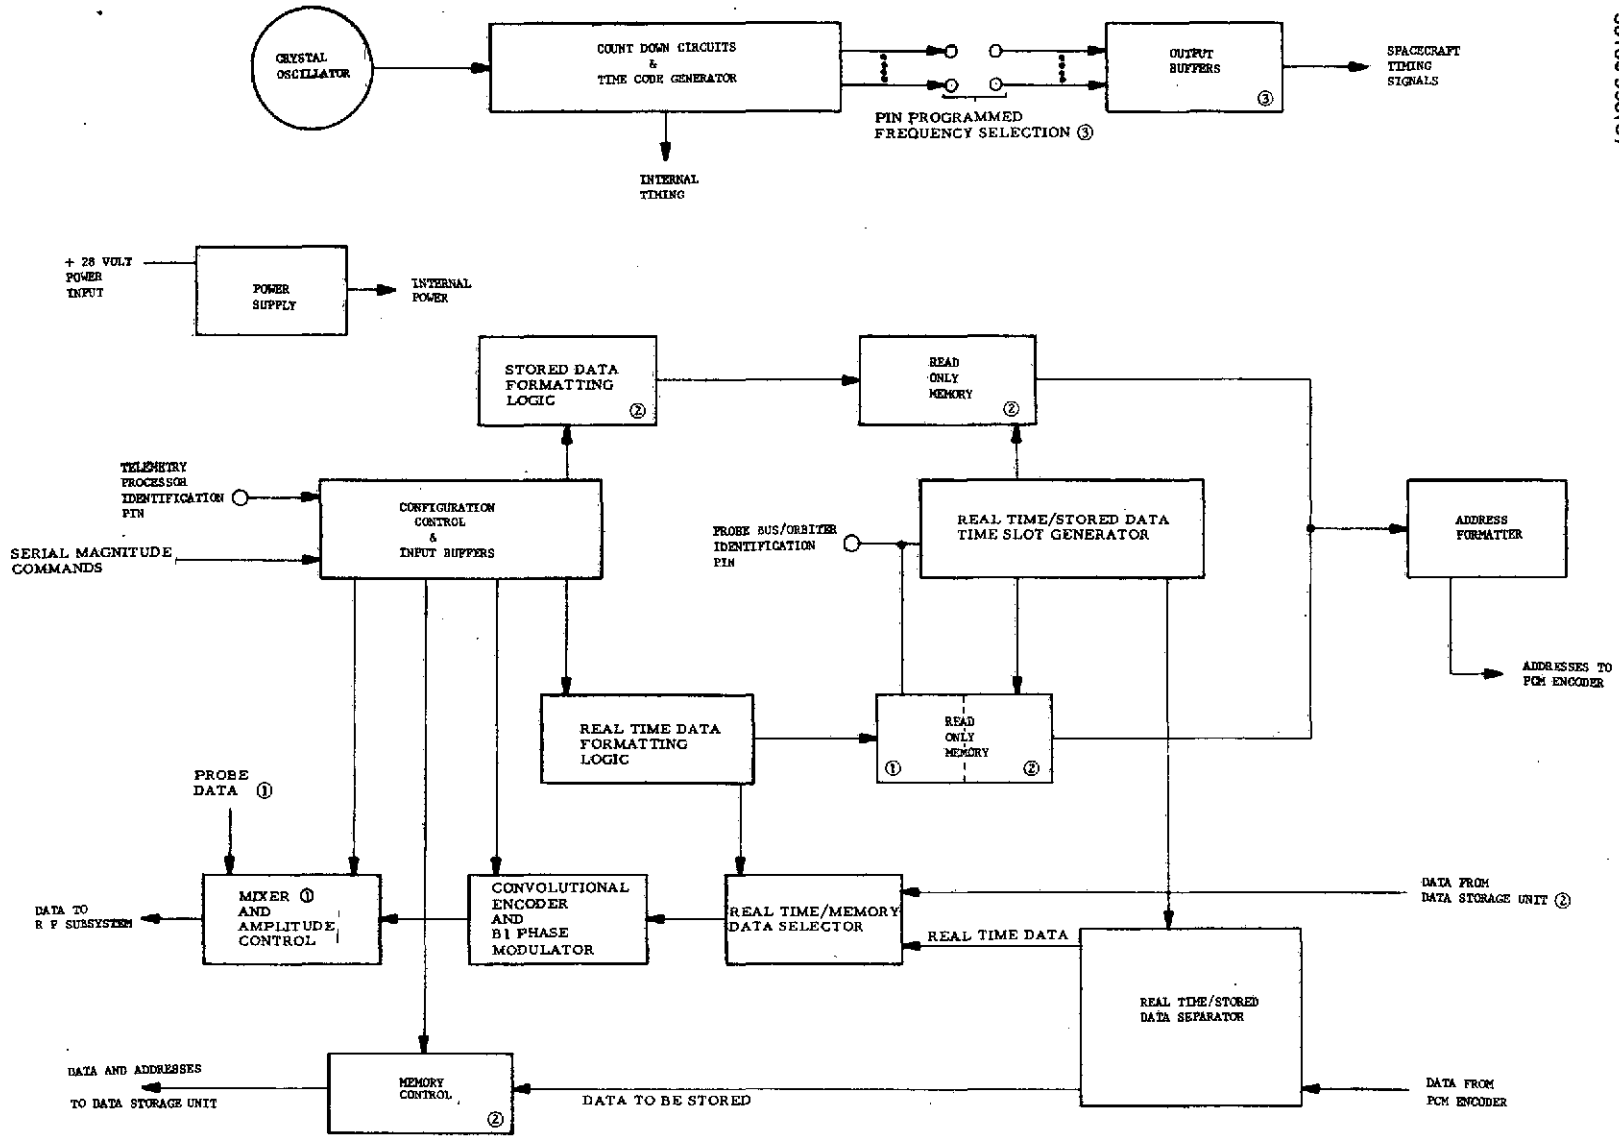 CRYSTAL
OSCILLATOR
COUNT DOWN CIRCUITS
&
TIME CODE GENERATOR
OUTPUT
BUFFERS
③
SPACECRAFT
TIMING
SIGNALS
PIN PROGRAMMED
FREQUENCY SELECTION ③
INTERNAL
TIMING
+ 28 VOLT
POWER
INPUT
POWER
SUPPLY
INTERNAL
POWER
STORED DATA
FORMATTING
LOGIC
②
READ
ONLY
MEMORY
②
TELEMETRY
PROCESSOR
IDENTIFICATION
PIN
SERIAL MAGNITUDE
COMMANDS
CONFIGURATION
CONTROL
&
INPUT BUFFERS
PROBE BUS/ORBITER
IDENTIFICATION
PIN
REAL TIME/STORED DATA
TIME SLOT GENERATOR
ADDRESS
FORMATTER
ADDRESSES TO
PCM ENCODER
REAL TIME DATA
FORMATTING
LOGIC
READ
ONLY
MEMORY
① ②
PROBE
DATA ①
MIXER ①
AND
AMPLITUDE
CONTROL
DATA TO
R F SUBSYSTEM
CONVOLUTIONAL
ENCODER
AND
BI PHASE
MODULATOR
REAL TIME/MEMORY
DATA SELECTOR
DATA FROM
DATA STORAGE UNIT ②
REAL TIME DATA
REAL TIME/STORED
DATA SEPARATOR
DATA AND ADDRESSES
TO DATA STORAGE UNIT
MEMORY
CONTROL
②
DATA TO BE STORED
DATA FROM
PCM ENCODER